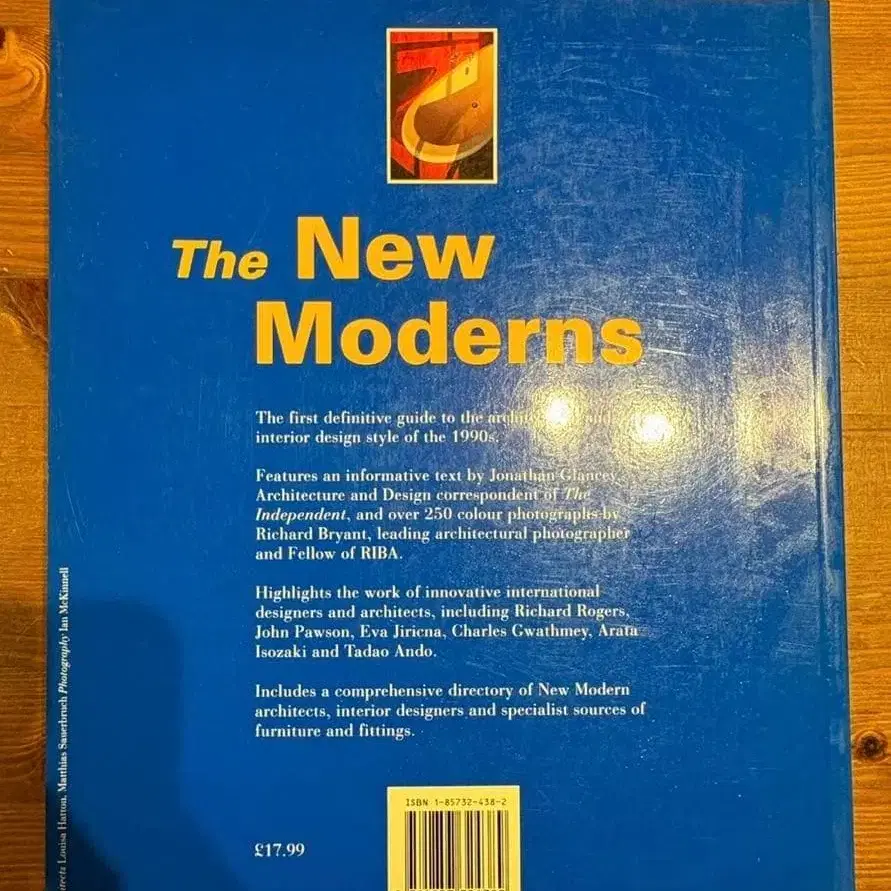 The New
Moderns
The first definitive guide to the and
interior design style of the 1990s.
Features an informative text by Jonathan Glancey,
Architecture and Design correspondent of The
Independent, and over 250 colour photographs by
Richard Bryant, leading architectural photographer
and Fellow of RIBA.
Highlights the work of innovative international
designers and architects, including Richard Rogers,
John Pawson, Eva Jiricna, Charles Gwathmey, Arata
Isozaki and Tadao Ando.
Includes a comprehensive directory of New Modern
architects, interior designers and specialist sources of
furniture and fittings.
ISBN 1-85732-438-2
£17.99
Louisa Hutton, Matthias Sauerbruch Photography Ian McKinnell